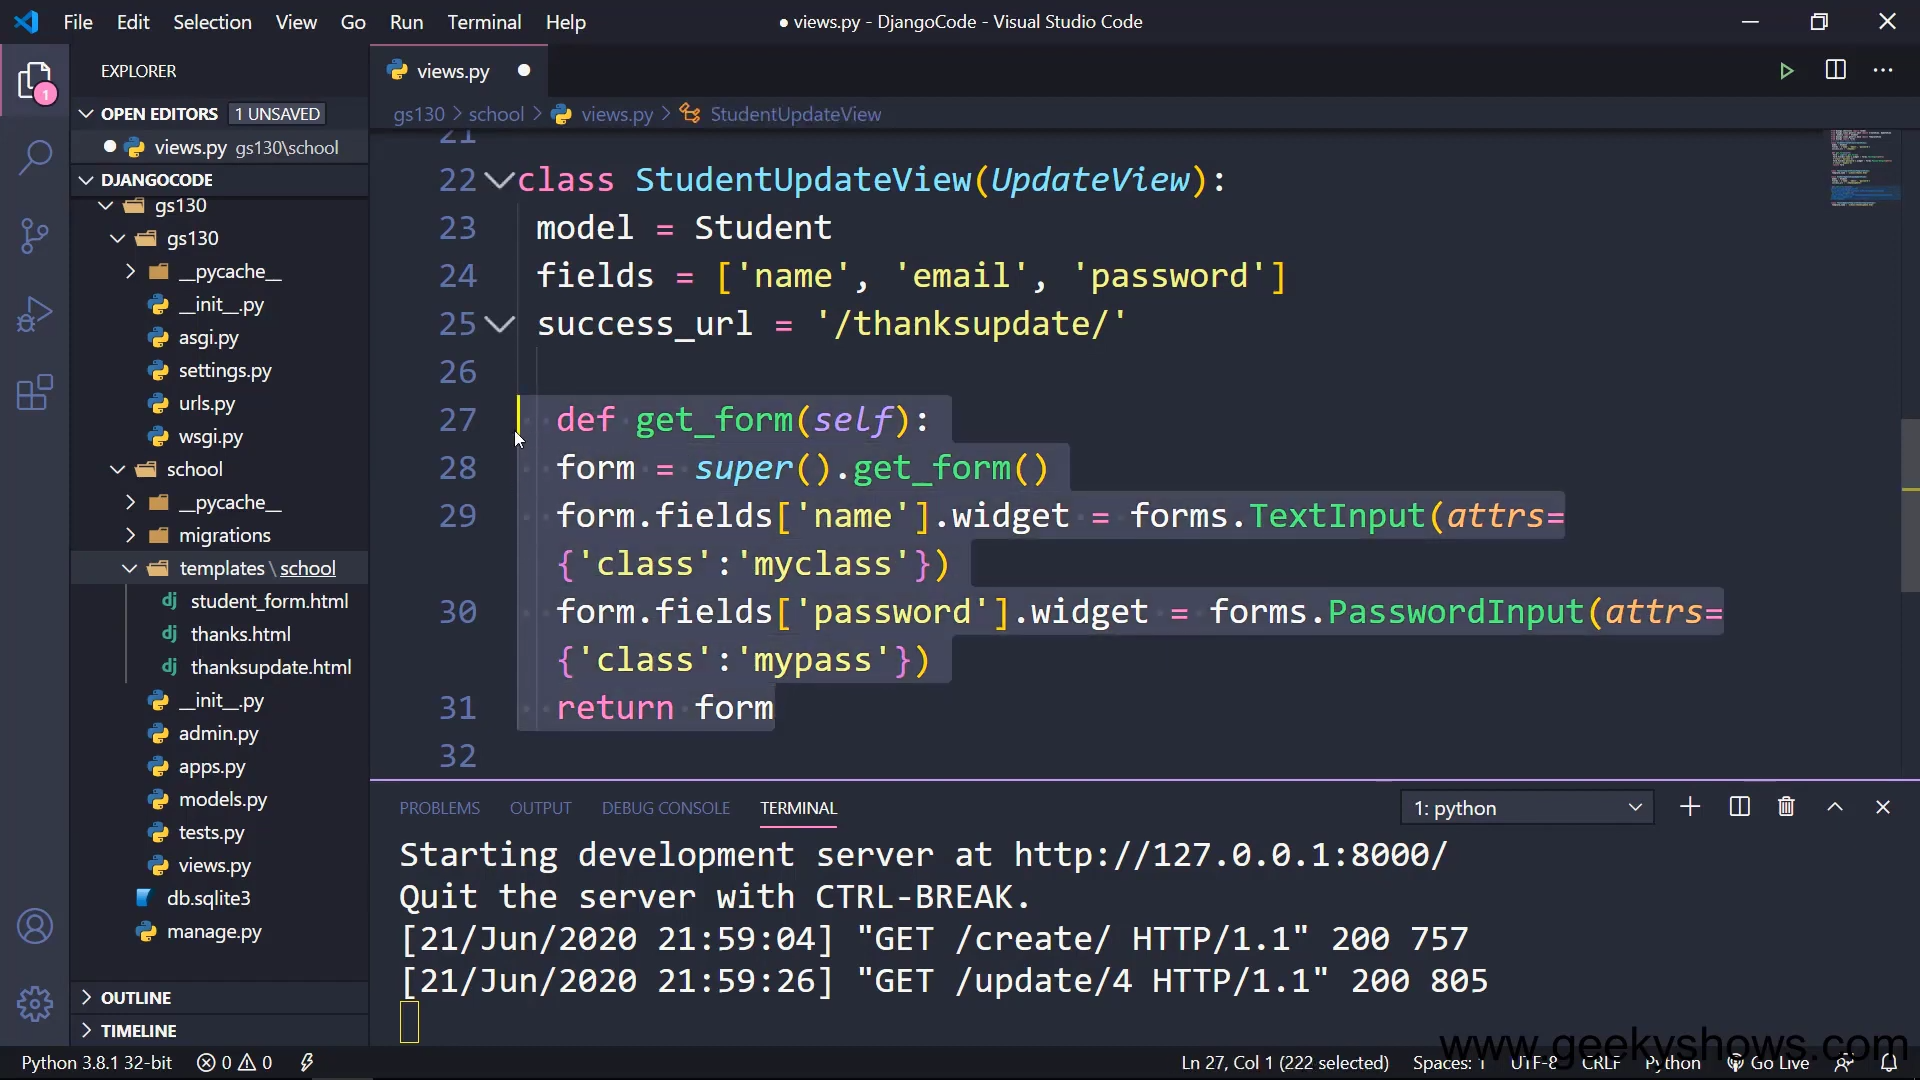 File Edit Selection View Go Run Terminal Help
● views.py - DjangoCode - Visual Studio Code
EXPLORER
1
OPEN EDITORS 1 UNSAVED
views.py gs130\school
DJANGOCODE
gs130
gs130
__pycache__
__init__.py
asgi.py
settings.py
urls.py
wsgi.py
school
__pycache__
migrations
templates \ school
student_form.html
thanks.html
thanksupdate.html
__init__.py
admin.py
apps.py
models.py
tests.py
views.py
db.sqlite3
manage.py
OUTLINE
TIMELINE
views.py
gs130 > school > views.py > StudentUpdateView
21
22 class StudentUpdateView(UpdateView):
23 model = Student
24 fields = ['name', 'email', 'password']
25 success_url = '/thanksupdate/'
26
27 def get_form(self):
28 form = super().get_form()
29 form.fields['name'].widget = forms.TextInput(attrs=
{'class':'myclass'})
30 form.fields['password'].widget = forms.PasswordInput(attrs=
{'class':'mypass'})
31 return form
32
PROBLEMS OUTPUT DEBUG CONSOLE TERMINAL 1: python
Starting development server at http://127.0.0.1:8000/
Quit the server with CTRL-BREAK.
[21/Jun/2020 21:59:04] "GET /create/ HTTP/1.1" 200 757
[21/Jun/2020 21:59:26] "GET /update/4 HTTP/1.1" 200 805
www.geekyshows.com
Python 3.8.1 32-bit 0 0 Ln 27, Col 1 (222 selected) Spaces: 1 UTF-8 CRLF Python Go Live